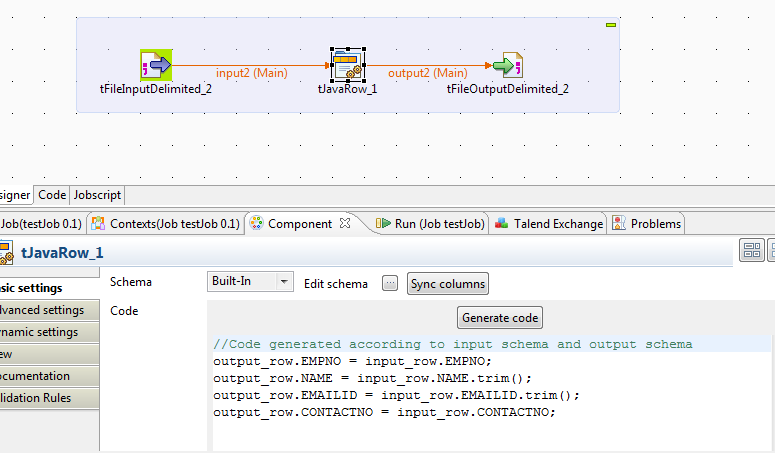 input2 (Main)
output2 (Main)
tFileInputDelimited_2
tJavaRow_1
tFileOutputDelimited_2
signer
Code
Jobscript
Job(testJob 0.1)
Contexts(Job testJob 0.1)
Component
Run (Job testJob)
Talend Exchange
Problems
tJavaRow_1
asic settings
dvanced settings
ynamic settings
ew
ocumentation
alidation Rules
Schema
Built-In
Edit schema
...
Sync columns
Code
Generate code
//Code generated according to input schema and output schema
output_row.EMPNO = input_row.EMPNO;
output_row.NAME = input_row.NAME.trim();
output_row.EMAILID = input_row.EMAILID.trim();
output_row.CONTACTNO = input_row.CONTACTNO;